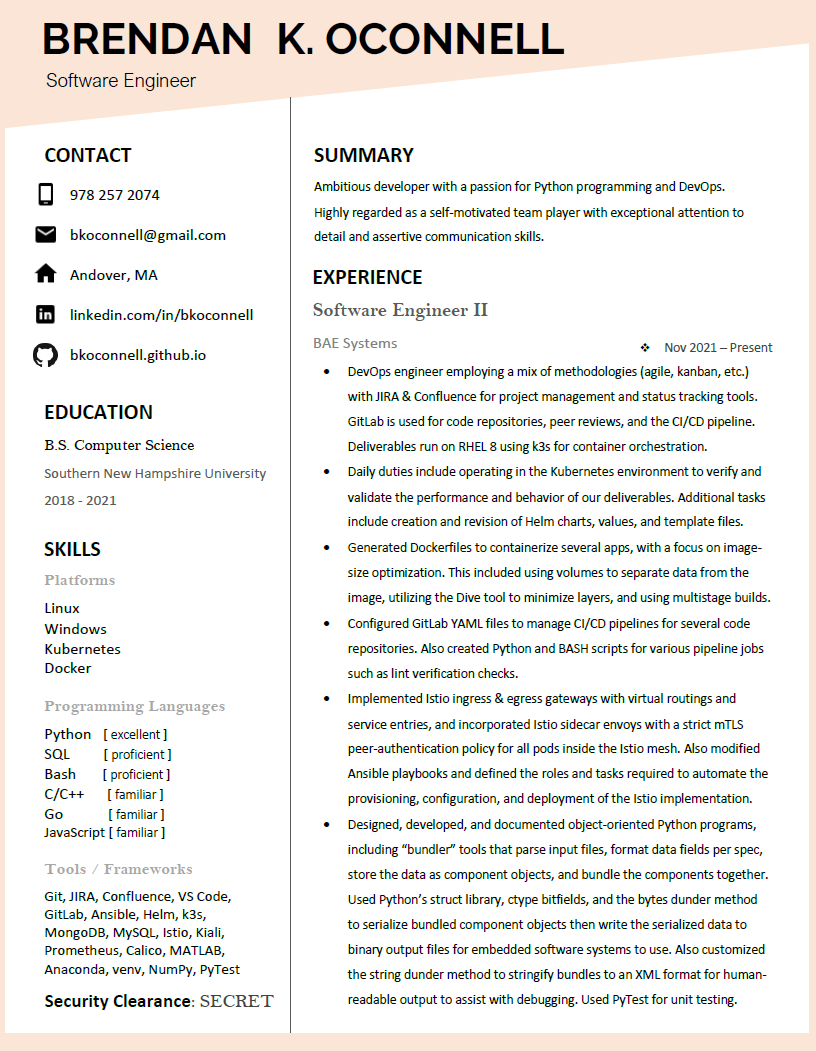 BRENDAN K. OCONNELL
Software Engineer
CONTACT
978 257 2074
bkoconnell@gmail.com
Andover, MA
linkedin.com/in/bkoconnell
bkoconnell.github.io
EDUCATION
B.S. Computer Science
Southern New Hampshire University
2018 - 2021
SKILLS
Platforms
Linux
Windows
Kubernetes
Docker
Programming Languages
Python [ excellent ]
SQL [ proficient ]
Bash [ proficient ]
C/C++ [ familiar ]
Go [ familiar ]
JavaScript [ familiar ]
Tools / Frameworks
Git, JIRA, Confluence, VS Code,
GitLab, Ansible, Helm, k3s,
MongoDB, MySQL, Istio, Kiali,
Prometheus, Calico, MATLAB,
Anaconda, venv, NumPy, PyTest
Security Clearance: SECRET
SUMMARY
Ambitious developer with a passion for Python programming and DevOps.
Highly regarded as a self-motivated team player with exceptional attention to
detail and assertive communication skills.
EXPERIENCE
Software Engineer II
BAE Systems
❖ Nov 2021 – Present
• DevOps engineer employing a mix of methodologies (agile, kanban, etc.)
with JIRA & Confluence for project management and status tracking tools.
GitLab is used for code repositories, peer reviews, and the CI/CD pipeline.
Deliverables run on RHEL 8 using k3s for container orchestration.
• Daily duties include operating in the Kubernetes environment to verify and
validate the performance and behavior of our deliverables. Additional tasks
include creation and revision of Helm charts, values, and template files.
• Generated Dockerfiles to containerize several apps, with a focus on image-
size optimization. This included using volumes to separate data from the
image, utilizing the Dive tool to minimize layers, and using multistage builds.
• Configured GitLab YAML files to manage CI/CD pipelines for several code
repositories. Also created Python and BASH scripts for various pipeline jobs
such as lint verification checks.
• Implemented Istio ingress & egress gateways with virtual routings and
service entries, and incorporated Istio sidecar envoys with a strict mTLS
peer-authentication policy for all pods inside the Istio mesh. Also modified
Ansible playbooks and defined the roles and tasks required to automate the
provisioning, configuration, and deployment of the Istio implementation.
• Designed, developed, and documented object-oriented Python programs,
including “bundler” tools that parse input files, format data fields per spec,
store the data as component objects, and bundle the components together.
Used Python’s struct library, ctype bitfields, and the bytes dunder method
to serialize bundled component objects then write the serialized data to
binary output files for embedded software systems to use. Also customized
the string dunder method to stringify bundles to an XML format for human-
readable output to assist with debugging. Used PyTest for unit testing.